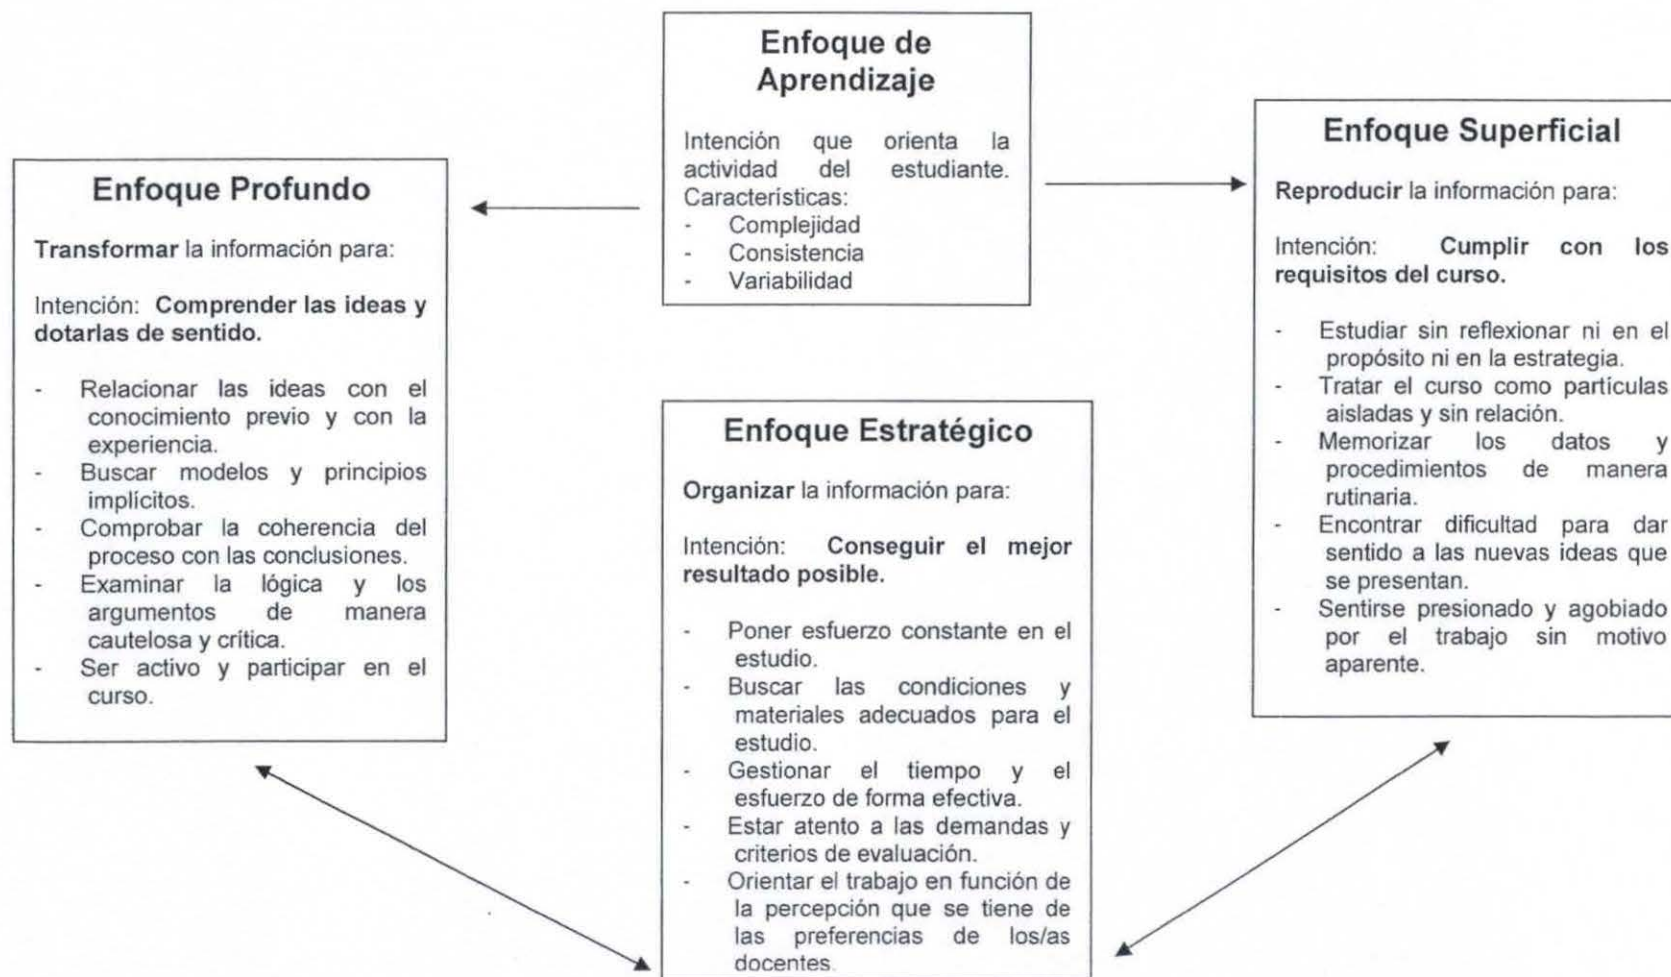 Enfoque de
Aprendizaje
Intención que orienta la
actividad del estudiante.
Características:
- Complejidad
- Consistencia
- Variabilidad
Enfoque Profundo
Transformar la información para:
Intención: Comprender las ideas y
dotarlas de sentido.
- Relacionar las ideas con el
conocimiento previo y con la
experiencia.
- Buscar modelos y principios
implícitos.
- Comprobar la coherencia del
proceso con las conclusiones.
- Examinar la lógica y los
argumentos de manera
cautelosa y crítica.
- Ser activo y participar en el
curso.
Enfoque Estratégico
Organizar la información para:
Intención: Conseguir el mejor
resultado posible.
- Poner esfuerzo constante en el
estudio.
- Buscar las condiciones y
materiales adecuados para el
estudio.
- Gestionar el tiempo y el
esfuerzo de forma efectiva.
- Estar atento a las demandas y
criterios de evaluación.
- Orientar el trabajo en función de
la percepción que se tiene de
las preferencias de los/as
docentes.
Enfoque Superficial
Reproducir la información para:
Intención: Cumplir con los
requisitos del curso.
- Estudiar sin reflexionar ni en el
propósito ni en la estrategia.
- Tratar el curso como partículas
aisladas y sin relación.
- Memorizar los datos y
procedimientos de manera
rutinaria.
- Encontrar dificultad para dar
sentido a las nuevas ideas que
se presentan.
- Sentirse presionado y agobiado
por el trabajo sin motivo
aparente.